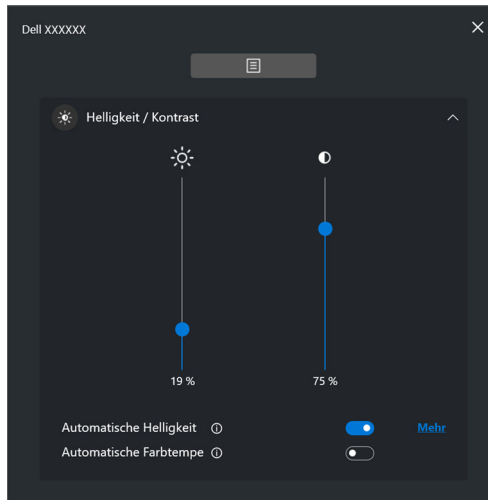 Dell XXXXXX
Helligkeit / Kontrast
19 % 75 %
Automatische Helligkeit Mehr
Automatische Farbtempe